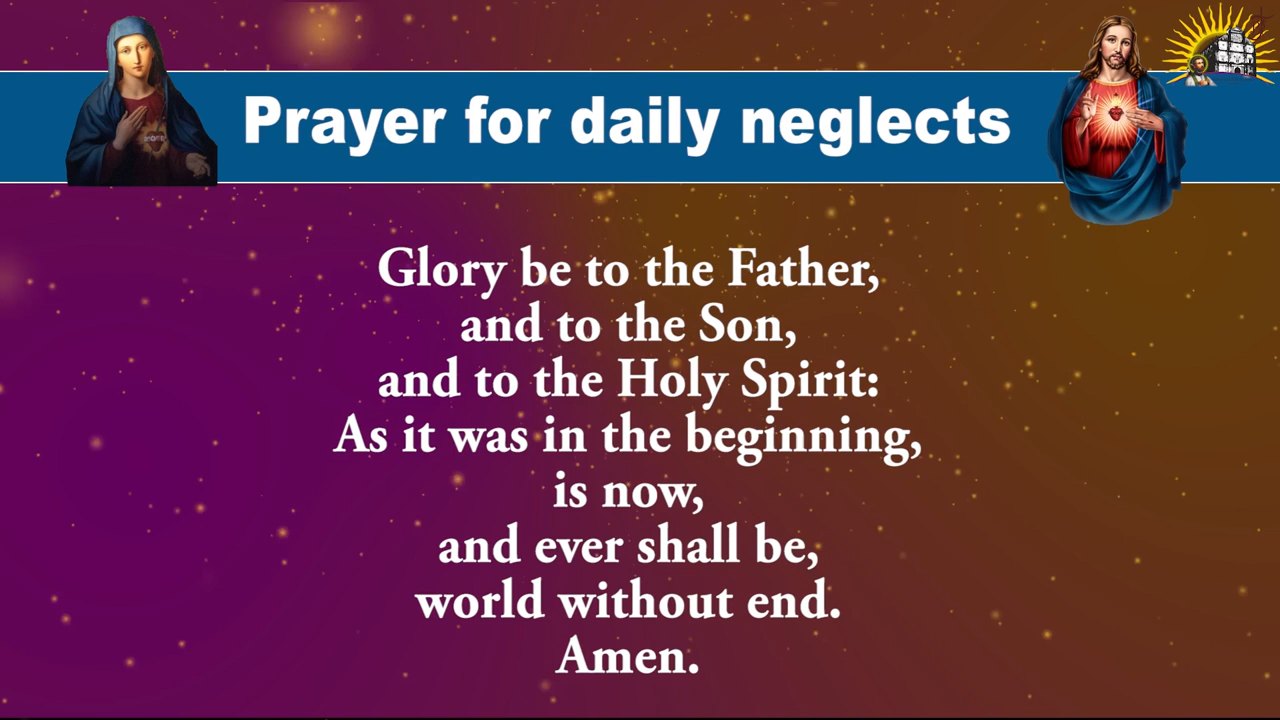 Prayer for daily neglects
Glory be to the Father,
and to the Son,
and to the Holy Spirit:
As it was in the beginning,
is now,
and ever shall be,
world without end.
Amen.